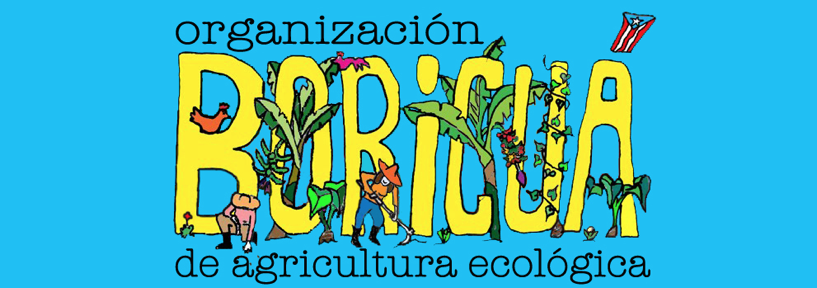 organización
BORiCUÁ
de agricultura ecológica